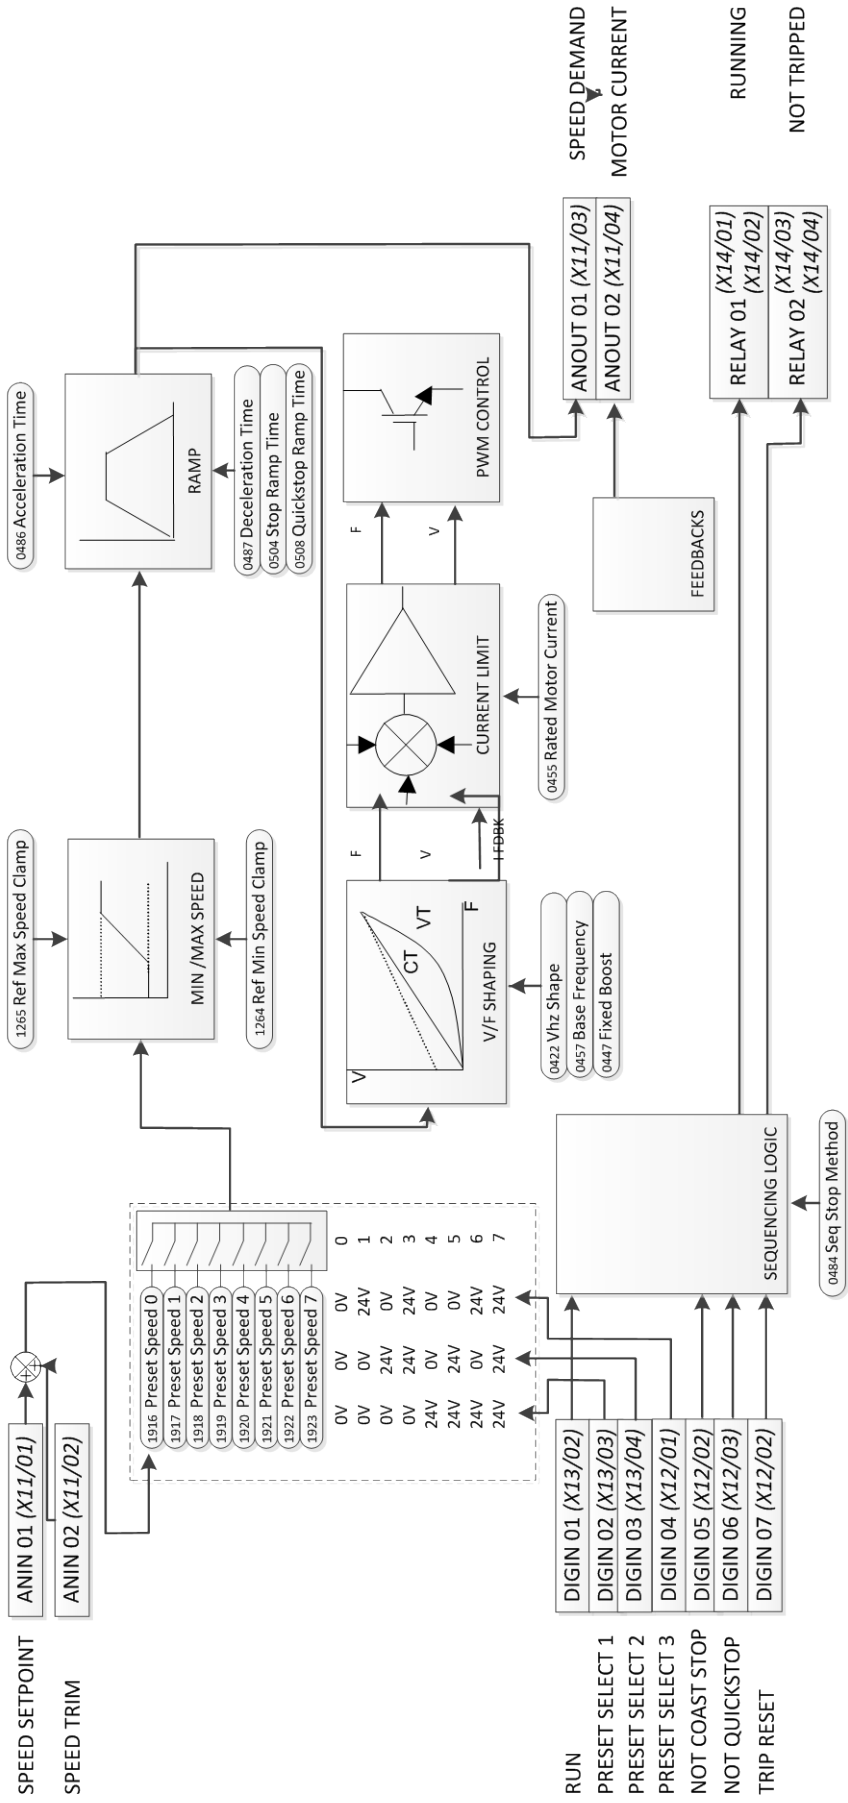 SPEED SETPOINT
ANIN 01 (X11/01)
SPEED TRIM
ANIN 02 (X11/02)
1916 Preset Speed 0
1917 Preset Speed 1
1918 Preset Speed 2
1919 Preset Speed 3
1920 Preset Speed 4
1921 Preset Speed 5
1922 Preset Speed 6
1923 Preset Speed 7
0V 0V 0V 0
0V 0V 24V 1
0V 24V 0V 2
0V 24V 24V 3
24V 0V 0V 4
24V 24V 0V 5
24V 0V 24V 6
24V 24V 24V 7
1265 Ref Max Speed Clamp
MIN /MAX SPEED
1264 Ref Min Speed Clamp
0486 Acceleration Time
RAMP
0487 Deceleration Time
0504 Stop Ramp Time
0508 Quickstop Ramp Time
V
CT
VT
F
V/F SHAPING
0422 Vhz Shape
0457 Base Frequency
0447 Fixed Boost
F
V
I FDBK
CURRENT LIMIT
0455 Rated Motor Current
F
V
PWM CONTROL
FEEDBACKS
ANOUT 01 (X11/03)
SPEED DEMAND
ANOUT 02 (X11/04)
MOTOR CURRENT
RUN
DIGIN 01 (X13/02)
PRESET SELECT 1
DIGIN 02 (X13/03)
PRESET SELECT 2
DIGIN 03 (X13/04)
PRESET SELECT 3
DIGIN 04 (X12/01)
NOT COAST STOP
DIGIN 05 (X12/02)
NOT QUICKSTOP
DIGIN 06 (X12/03)
TRIP RESET
DIGIN 07 (X12/02)
SEQUENCING LOGIC
0484 Seq Stop Method
RELAY 01 (X14/01)
(X14/02)
RUNNING
RELAY 02 (X14/03)
(X14/04)
NOT TRIPPED